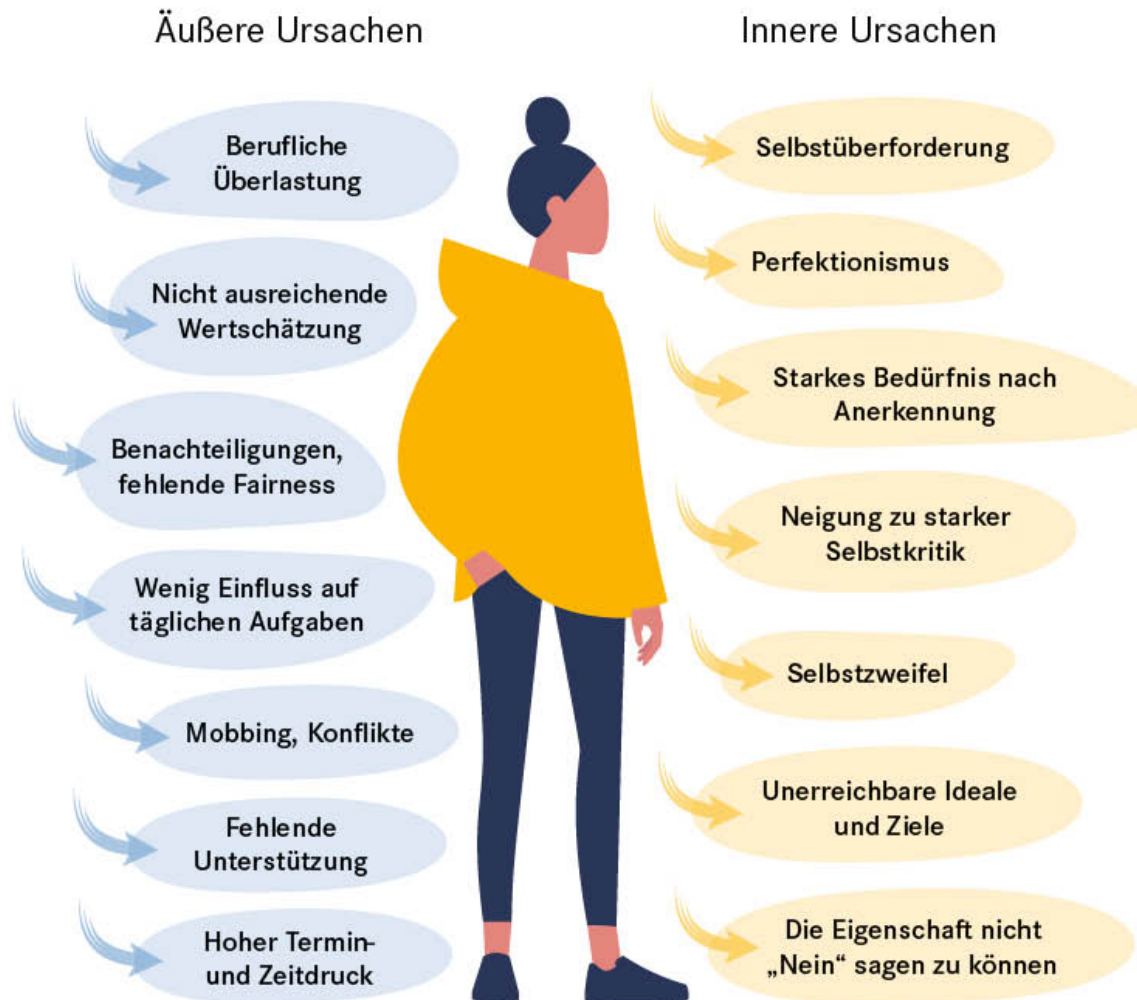 Äußere Ursachen
Berufliche
Überlastung
Nicht ausreichende
Wertschätzung
Benachteiligungen,
fehlende Fairness
Wenig Einfluss auf
täglichen Aufgaben
Mobbing, Konflikte
Fehlende
Unterstützung
Hoher Termin-
und Zeitdruck
Innere Ursachen
Selbstüberforderung
Perfektionismus
Starkes Bedürfnis nach
Anerkennung
Neigung zu starker
Selbstkritik
Selbstzweifel
Unerreichbare Ideale
und Ziele
Die Eigenschaft nicht
„Nein“ sagen zu können